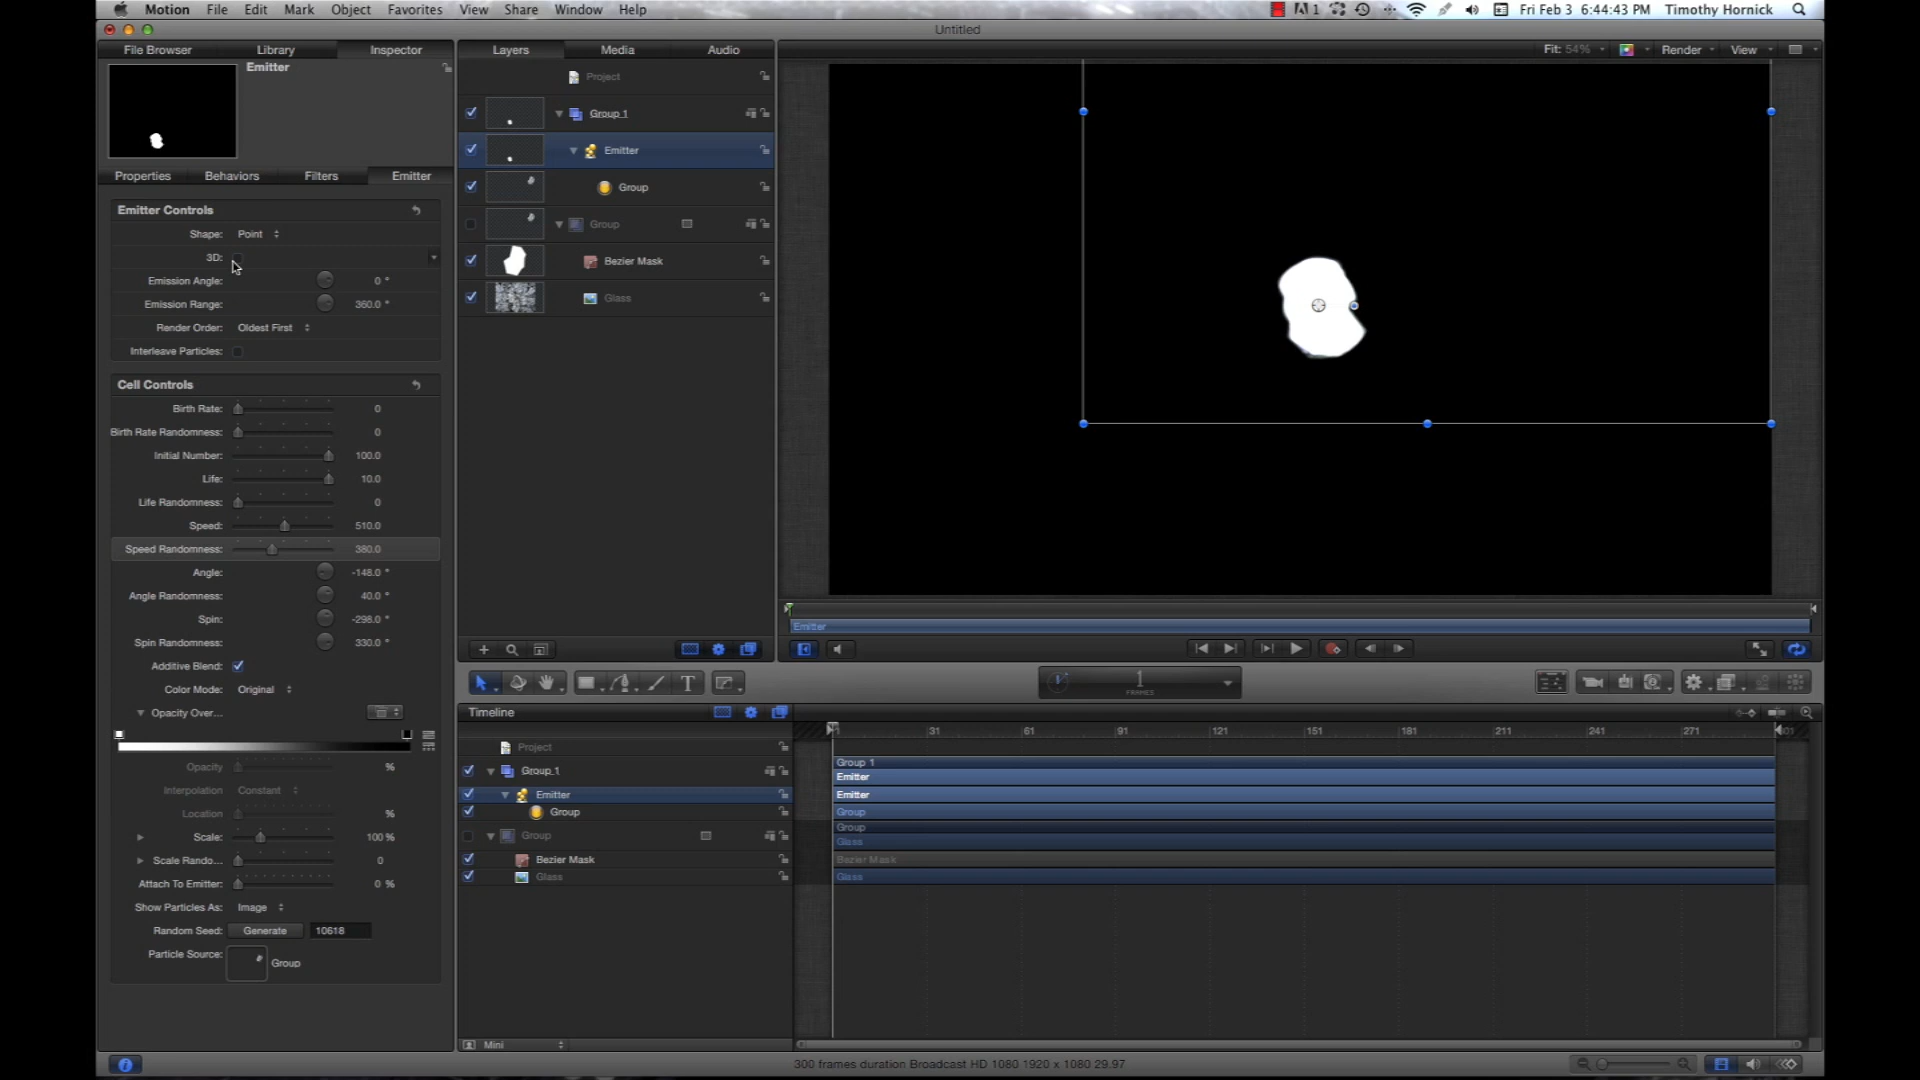 Motion File Edit Mark Object Favorites View Share Window Help
1 Fri Feb 3 6:44:43 PM Timothy Hornick
Untitled
File Browser Library Inspector
Layers Media Audio
Fit: 54% Render View
Emitter
Properties Behaviors Filters Emitter
Emitter Controls
Shape: Point
3D:
Emission Angle: 0 °
Emission Range: 360.0 °
Render Order: Oldest First
Interleave Particles:
Cell Controls
Birth Rate: 0
Birth Rate Randomness: 0
Initial Number: 100.0
Life: 10.0
Life Randomness: 0
Speed: 510.0
Speed Randomness: 380.0
Angle: -148.0 °
Angle Randomness: 40.0 °
Spin: -298.0 °
Spin Randomness: 330.0 °
Additive Blend:
Color Mode: Original
Opacity Over...
Opacity %
Interpolation Constant
Location %
Scale: 100 %
Scale Rando... 0
Attach To Emitter: 0 %
Show Particles As: Image
Random Seed: Generate 10618
Particle Source: Group
Project
Group 1
Emitter
Group
Group
Bezier Mask
Glass
Emitter
T
1
FRAMES
Timeline
1 31 61 91 121 151 181 211 241 271 301
Project
Group 1 Group 1
Emitter
Emitter Emitter
Group Group
Group Group
Glass
Bezier Mask Bezier Mask
Glass Glass
Mini
300 frames duration Broadcast HD 1080 1920 x 1080 29.97